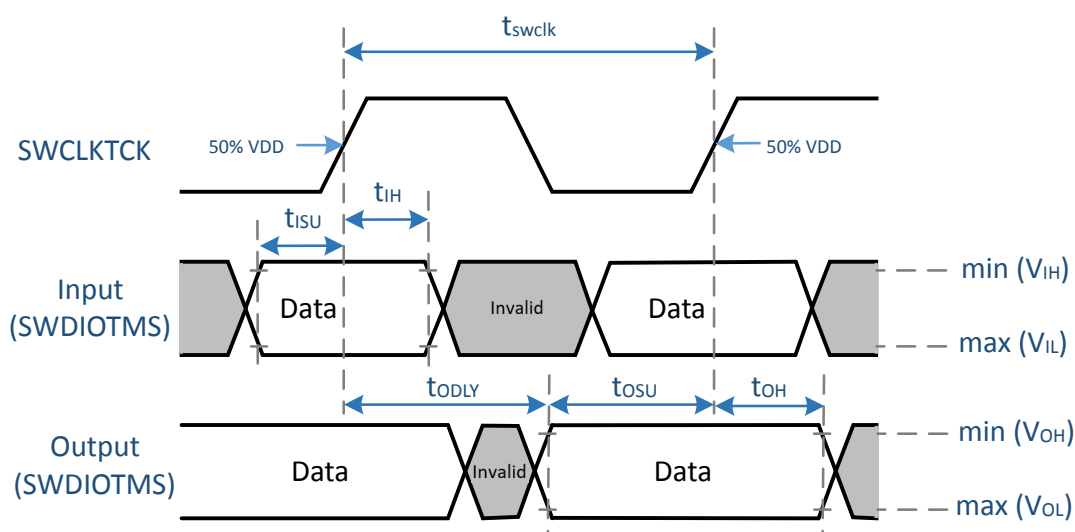 tswclk
SWCLKTCK
50% VDD
50% VDD
tISU
tIH
Input
(SWDIOTMS)
Data
Invalid
Data
min (VIH)
max (VIL)
tODLY
tOSU
tOH
Output
(SWDIOTMS)
Data
Invalid
Data
min (VOH)
max (VOL)